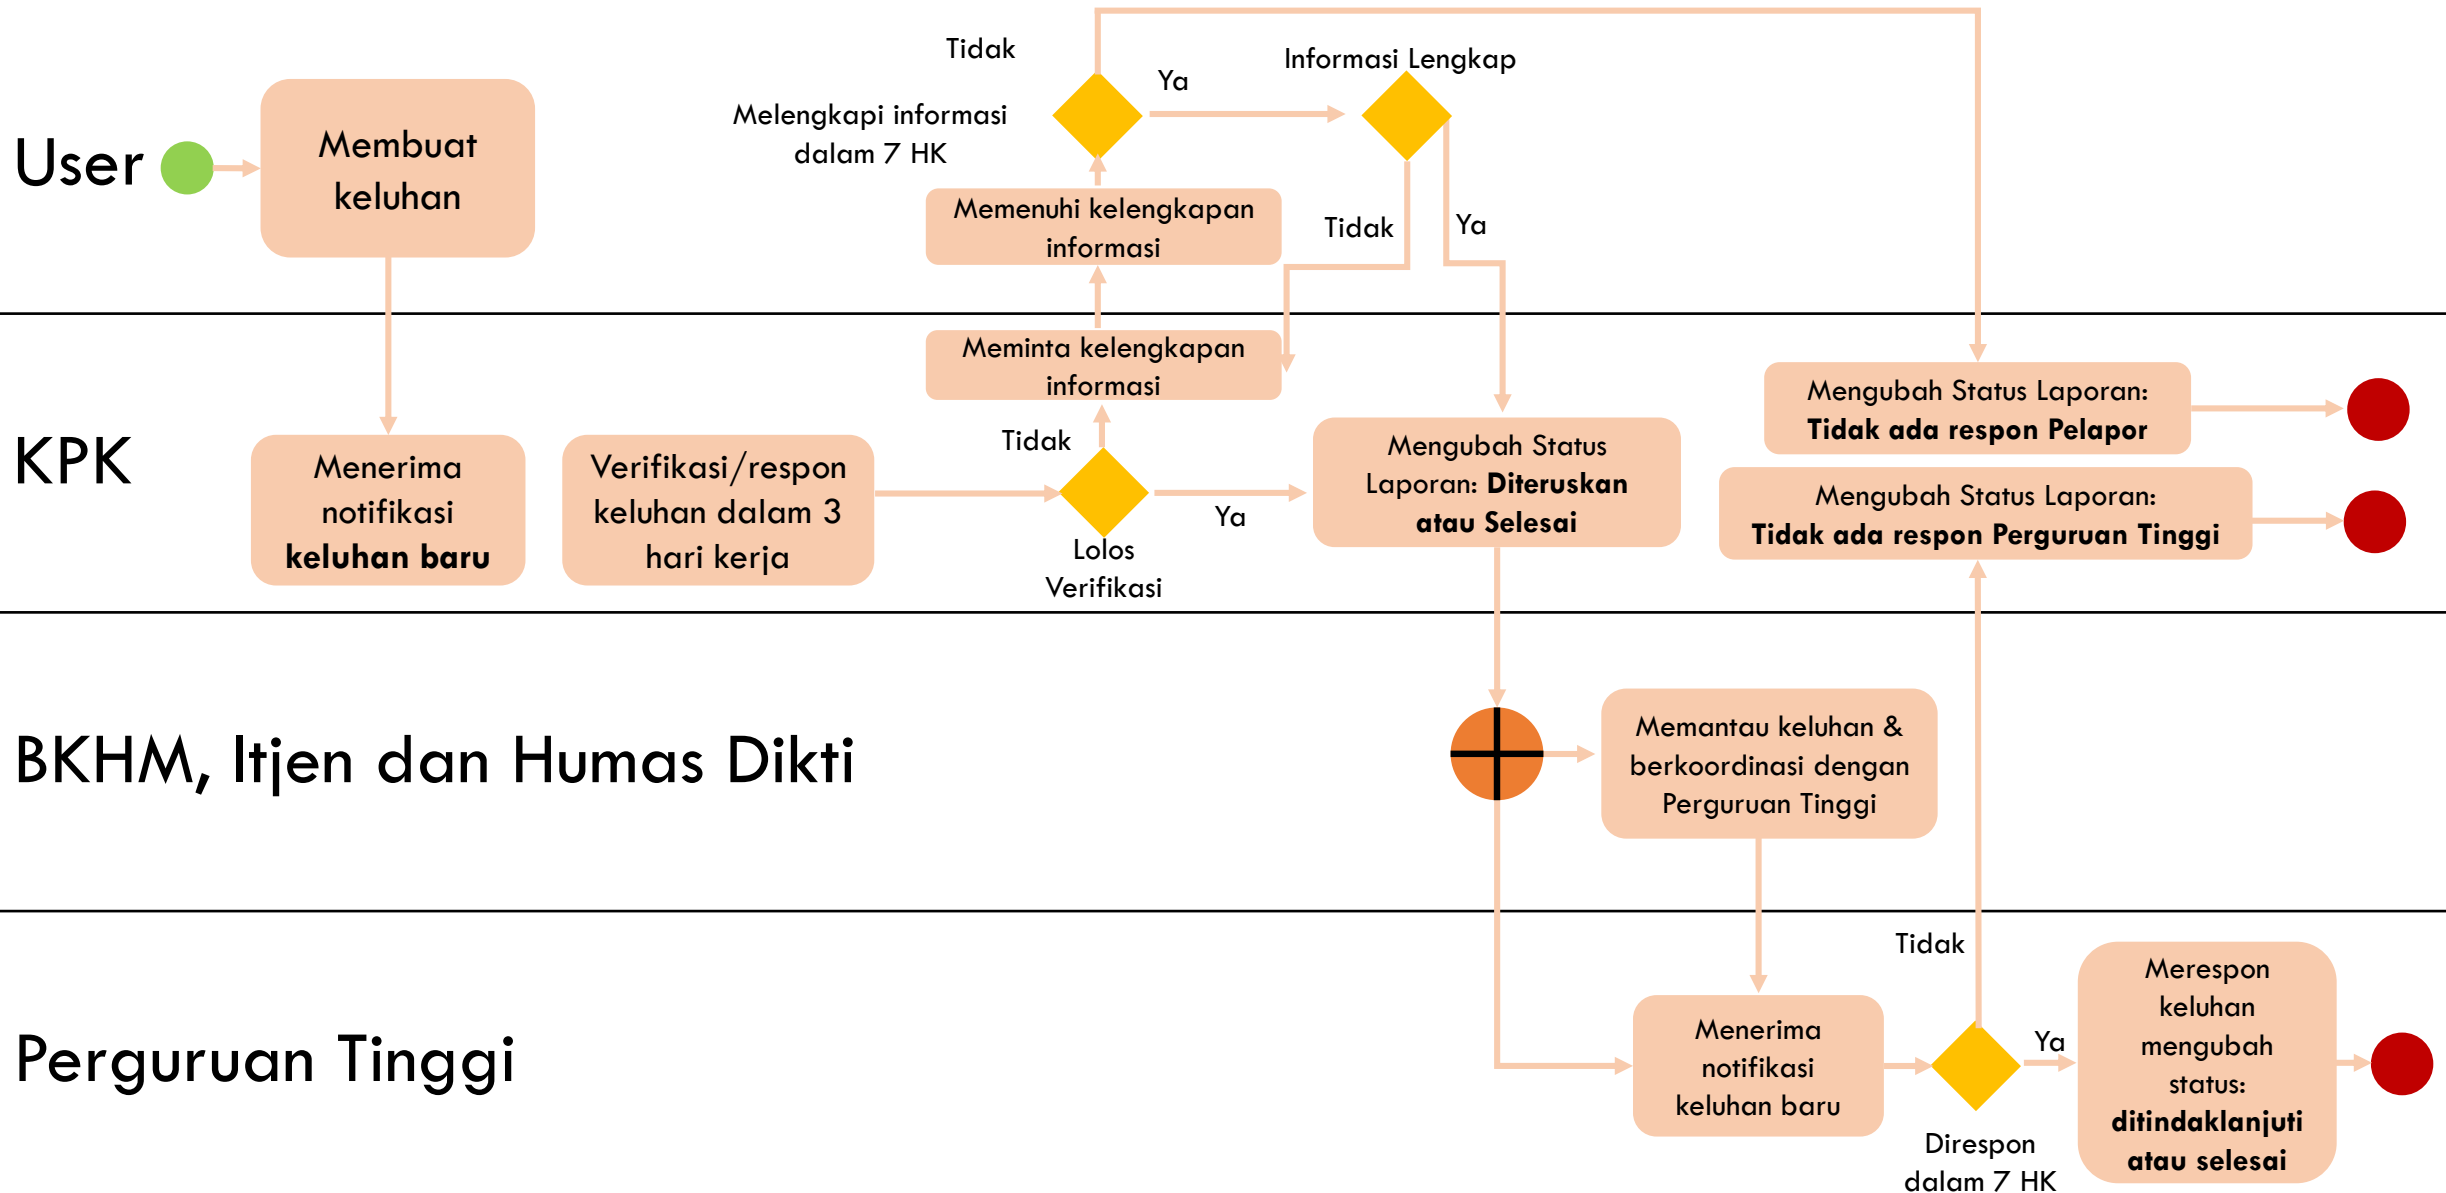 Tidak
Informasi Lengkap
Ya
Melengkapi informasi
dalam 7 HK
User
Membuat
keluhan
Memenuhi kelengkapan
informasi
Tidak
Ya
Meminta kelengkapan
informasi
Mengubah Status Laporan:
Tidak ada respon Pelapor
KPK
Menerima
notifikasi
keluhan baru
Verifikasi/respon
keluhan dalam 3
hari kerja
Tidak
Lolos
Verifikasi
Ya
Mengubah Status
Laporan: Diteruskan
atau Selesai
Mengubah Status Laporan:
Tidak ada respon Perguruan Tinggi
BKHM, Itjen dan Humas Dikti
Memantau keluhan &
berkoordinasi dengan
Perguruan Tinggi
Perguruan Tinggi
Menerima
notifikasi
keluhan baru
Tidak
Ya
Direspon
dalam 7 HK
Merespon
keluhan
mengubah
status:
ditindaklanjuti
atau selesai